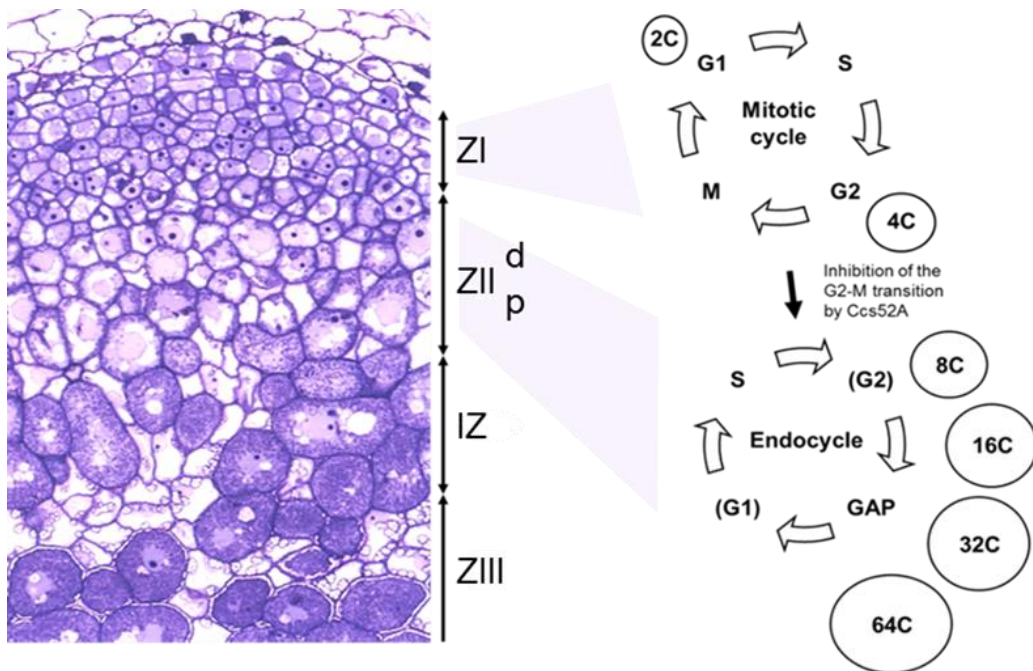 ZI
ZII
d
p
IZ
ZIII
2C
G1
S
Mitotic
cycle
M
G2
4C
Inhibition of the
G2-M transition
by Ccs52A
S
(G2)
8C
Endocycle
16C
(G1)
GAP
32C
64C